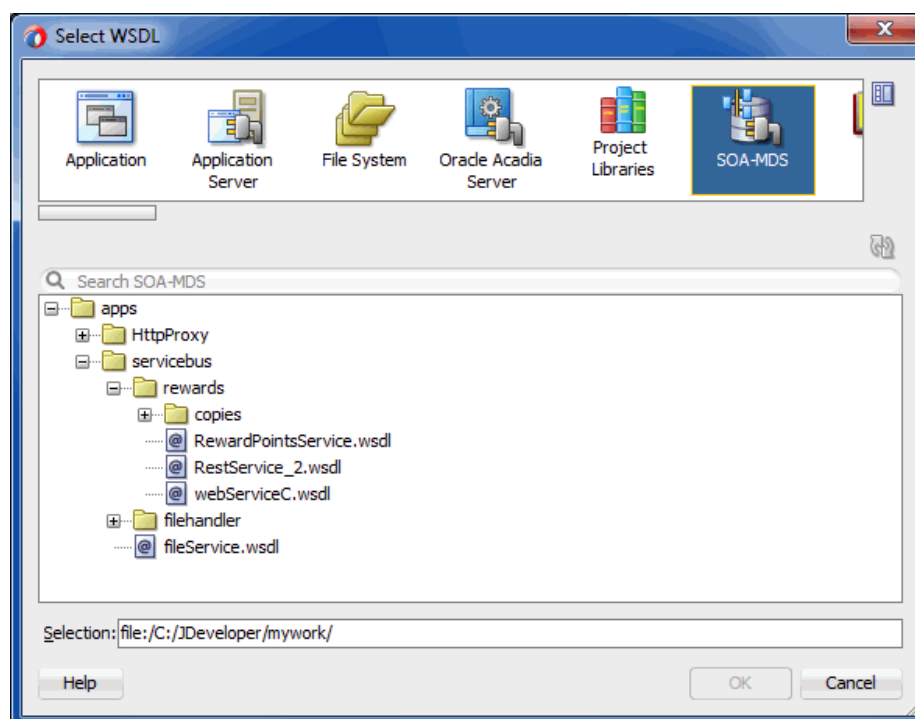 Select WSDL
Application
Application
Server
File System
Oracle Acadia
Server
Project
Libraries
SOA-MDS
Search SOA-MDS
apps
HttpProxy
servicebus
rewards
copies
RewardPointsService.wsdl
RestService_2.wsdl
webServiceC.wsdl
filehandler
fileService.wsdl
Selection: file:/C:/JDeveloper/mywork/
Help
OK
Cancel